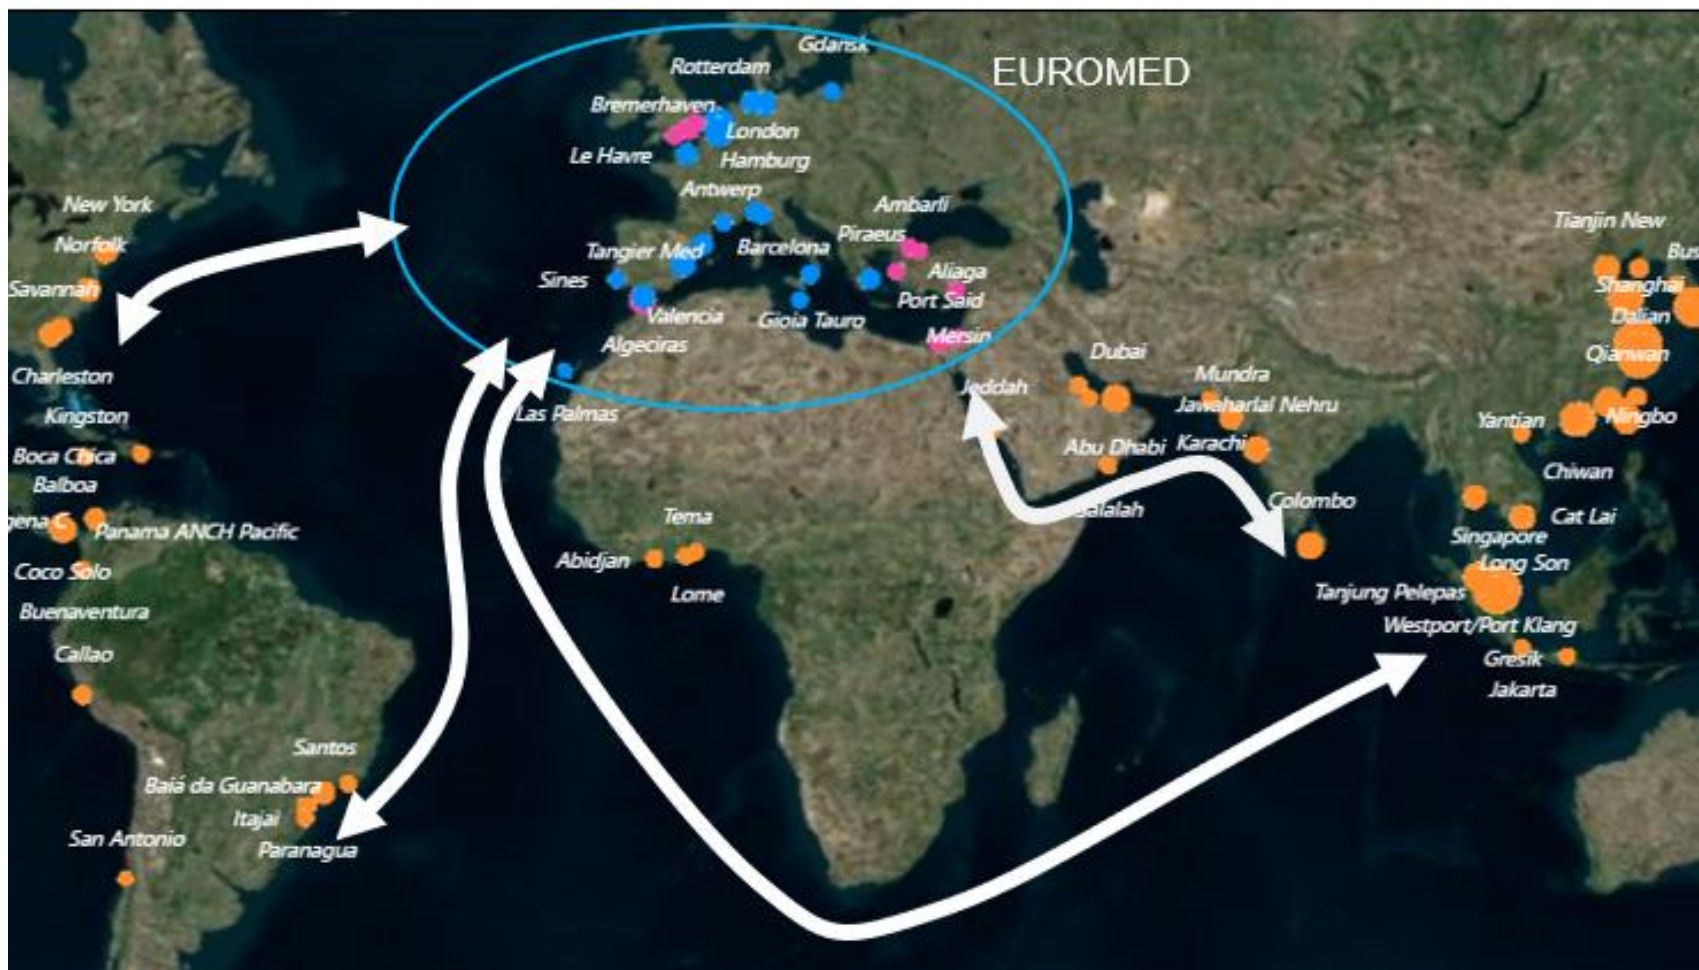 Gdansk
Rotterdam
EUROMED
Bremerhaven
London
Le Havre
Hamburg
Antwerp
New York
Ambarli
Tianjin New
Piraeus
Norfolk
Tangier Med
Barcelona
Bus
Aliaga
Sines
Savannah
Shanghai
Port Said
Valencia
Gioia Tauro
Dalian
Mersin
Algeciras
Dubai
Qianwan
Charleston
Mundra
Jeddah
Jawaharlal Nehru
Kingston
Las Palmas
Ningbo
Yantian
Abu Dhabi
Karachi
Boca Chica
Chiwan
Balboa
Colombo
Salalah
Tema
Cat Lai
gena C
Panama ANCH Pacific
Singapore
Abidjan
Long Son
Coco Solo
Lome
Tanjung Pelepas
Buenaventura
Westport/Port Klang
Callao
Gresik
Jakarta
Santos
Baiá da Guanabara
Itajai
San Antonio
Paranagua